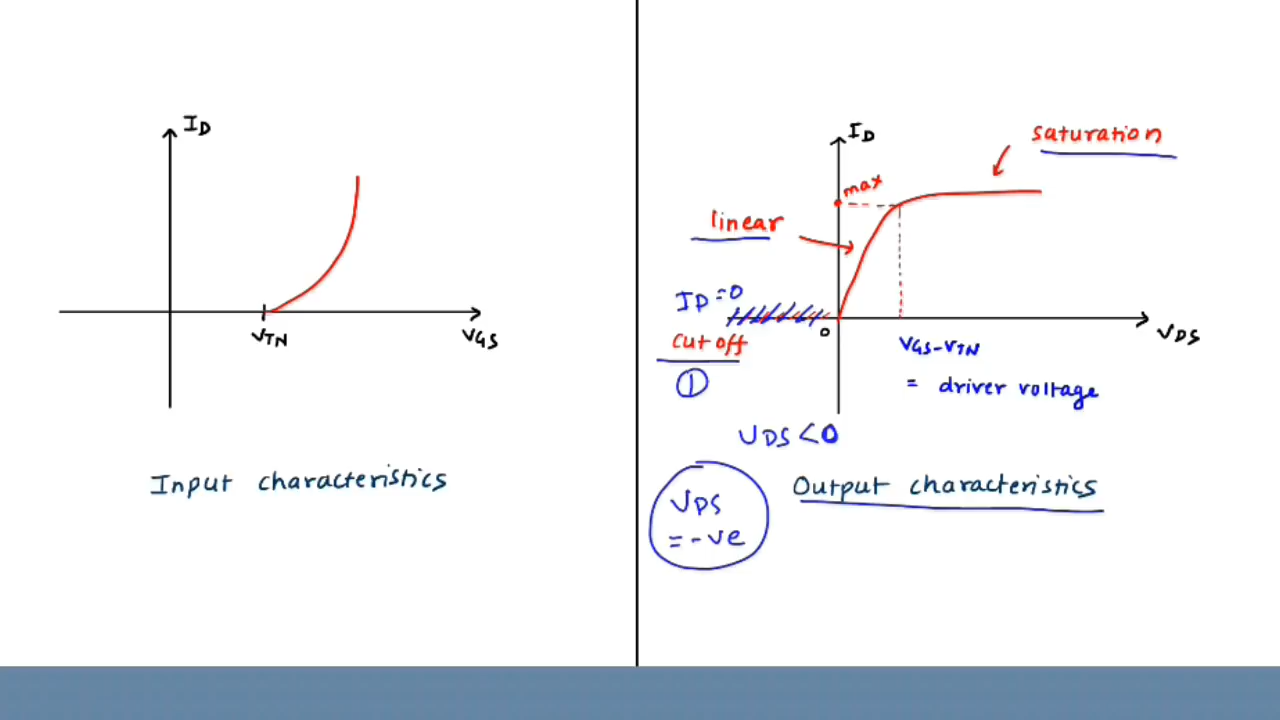 ID
VTN
VGS
Input characteristics
ID
saturation
max
linear
ID=0
cut off
1
0
VDS
VGS-VTN
= driver voltage
VDS<0
VDS
=-ve
Output characteristics